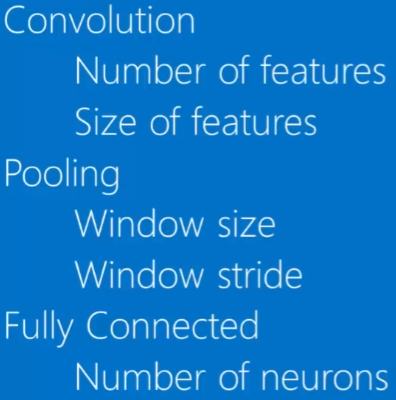 Convolution
Number of features
Size of features
Pooling
Window size
Window stride
Fully Connected
Number of neurons